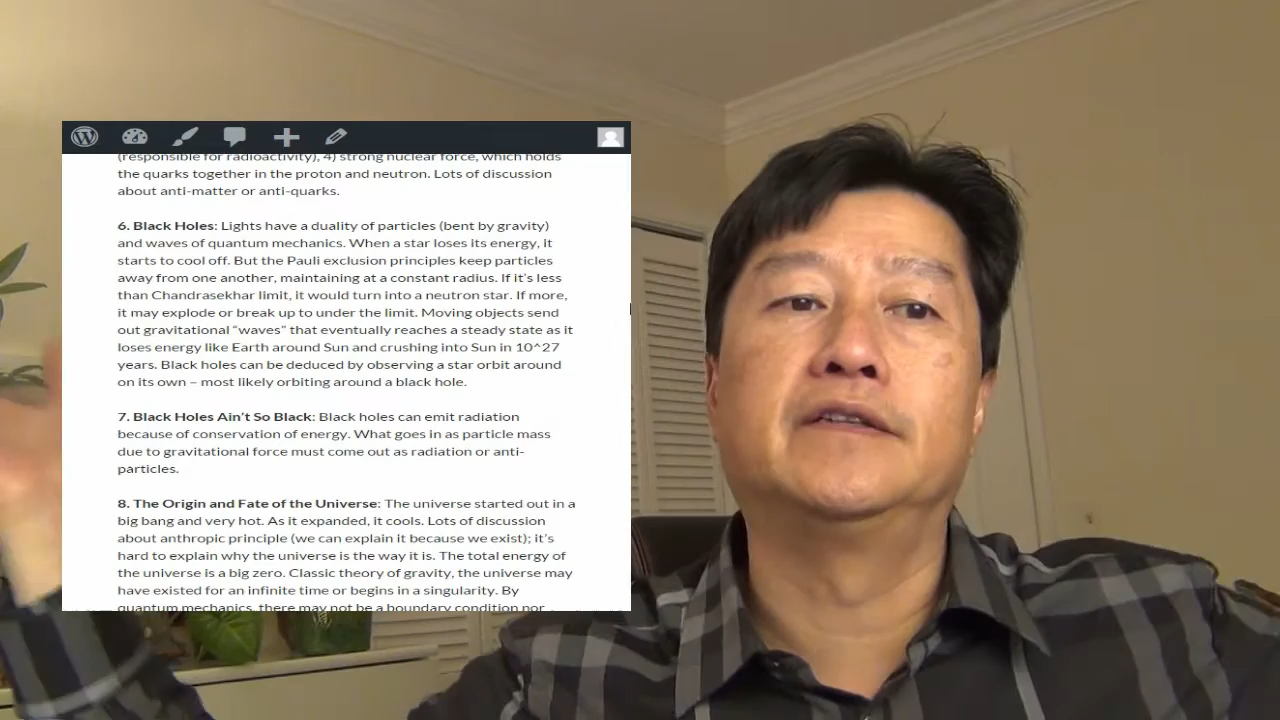 (responsible for radioactivity), 4) strong nuclear force, which holds
the quarks together in the proton and neutron. Lots of discussion
about anti-matter or anti-quarks.
6. Black Holes: Lights have a duality of particles (bent by gravity)
and waves of quantum mechanics. When a star loses its energy, it
starts to cool off. But the Pauli exclusion principles keep particles
away from one another, maintaining at a constant radius. If it's less
than Chandrasekhar limit, it would turn into a neutron star. If more,
it may explode or break up to under the limit. Moving objects send
out gravitational “waves” that eventually reaches a steady state as it
loses energy like Earth around Sun and crushing into Sun in 10^27
years. Black holes can be deduced by observing a star orbit around
on its own – most likely orbiting around a black hole.
7. Black Holes Ain't So Black: Black holes can emit radiation
because of conservation of energy. What goes in as particle mass
due to gravitational force must come out as radiation or anti-
particles.
8. The Origin and Fate of the Universe: The universe started out in a
big bang and very hot. As it expanded, it cools. Lots of discussion
about anthropic principle (we can explain it because we exist); it's
hard to explain why the universe is the way it is. The total energy of
the universe is a big zero. Classic theory of gravity, the universe may
have existed for an infinite time or begins in a singularity. By
quantum mechanics, there may not be a boundary condition nor